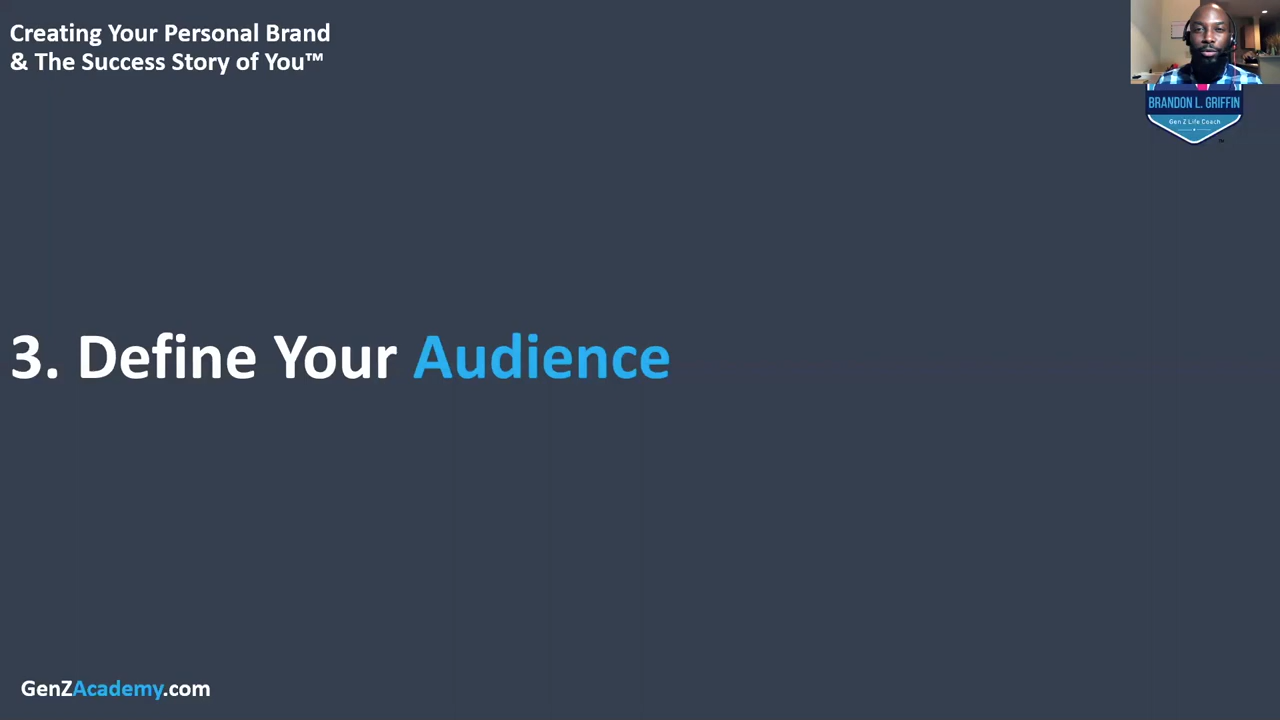 Creating Your Personal Brand
& The Success Story of You™
BRANDON L. GRIFFIN
Gen Z Life Coach
3. Define Your Audience
GenZAcademy.com